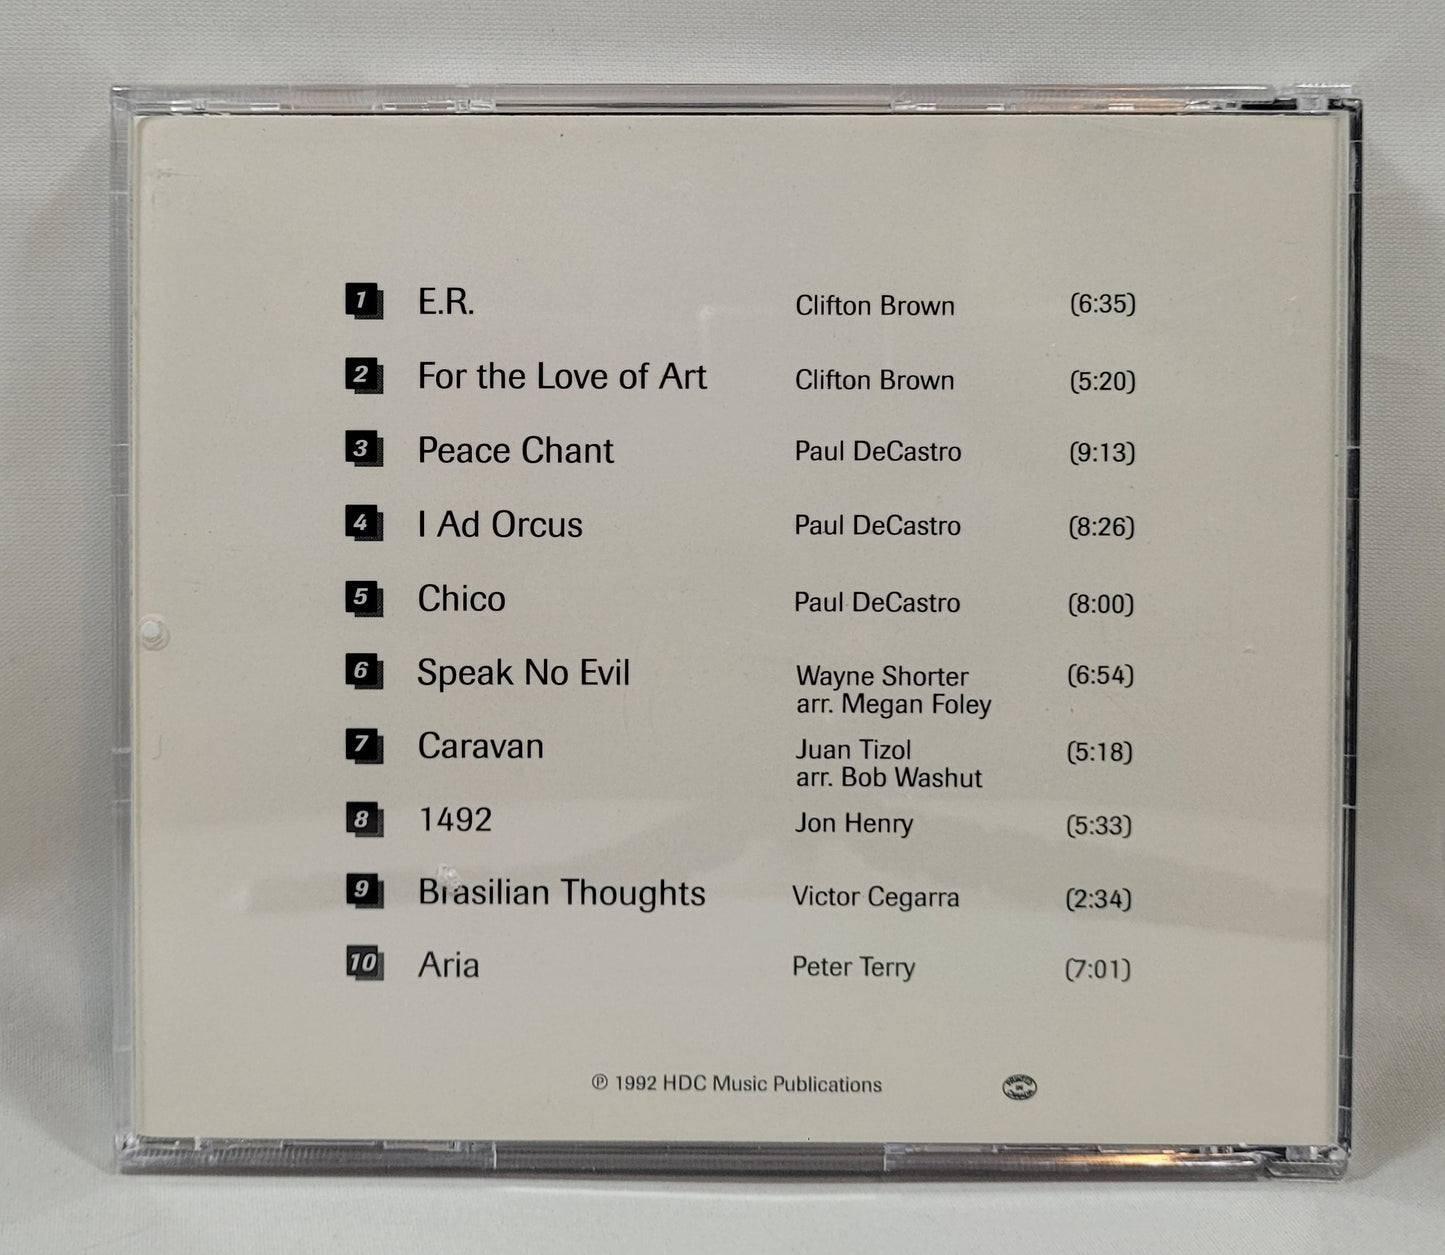 1 E.R. Clifton Brown (6:35)
2 For the Love of Art Clifton Brown (5:20)
3 Peace Chant Paul DeCastro (9:13)
4 I Ad Orcus Paul DeCastro (8:26)
5 Chico Paul DeCastro (8:00)
6 Speak No Evil Wayne Shorter (6:54)
arr. Megan Foley
7 Caravan Juan Tizol (5:18)
arr. Bob Washut
8 1492 Jon Henry (5:33)
9 Brasilian Thoughts Victor Cegarra (2:34)
10 Aria Peter Terry (7:01)
℗ 1992 HDC Music Publications
PRINTED
IN
CANADA